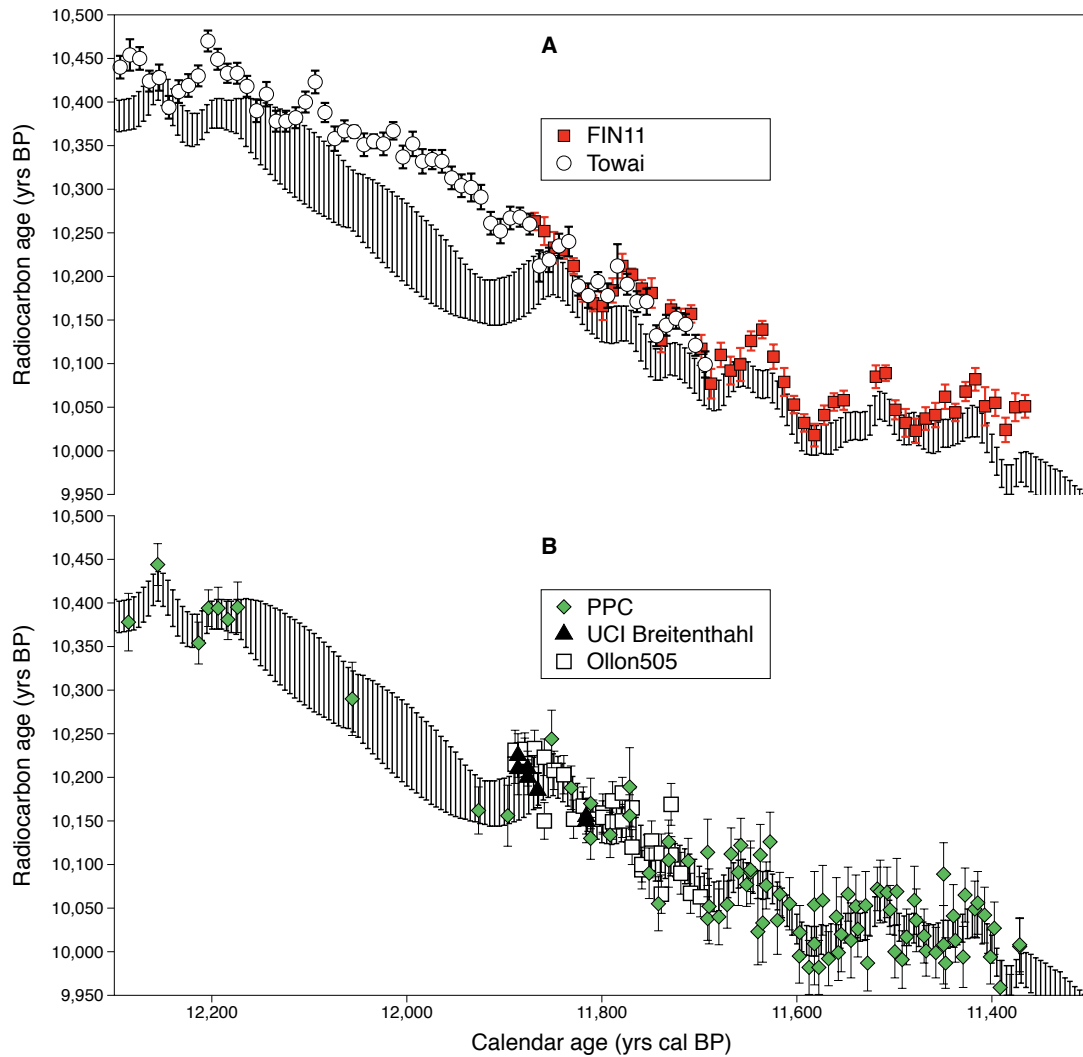 A
Radiocarbon age (yrs BP)
10,500
10,450
10,400
10,350
10,300
10,250
10,200
10,150
10,100
10,050
10,000
9,950
FIN11
Towai
B
Radiocarbon age (yrs BP)
10,500
10,450
10,400
10,350
10,300
10,250
10,200
10,150
10,100
10,050
10,000
9,950
PPC
UCI Breitenthahl
Ollon505
12,200 12,000 11,800 11,600 11,400
Calendar age (yrs cal BP)